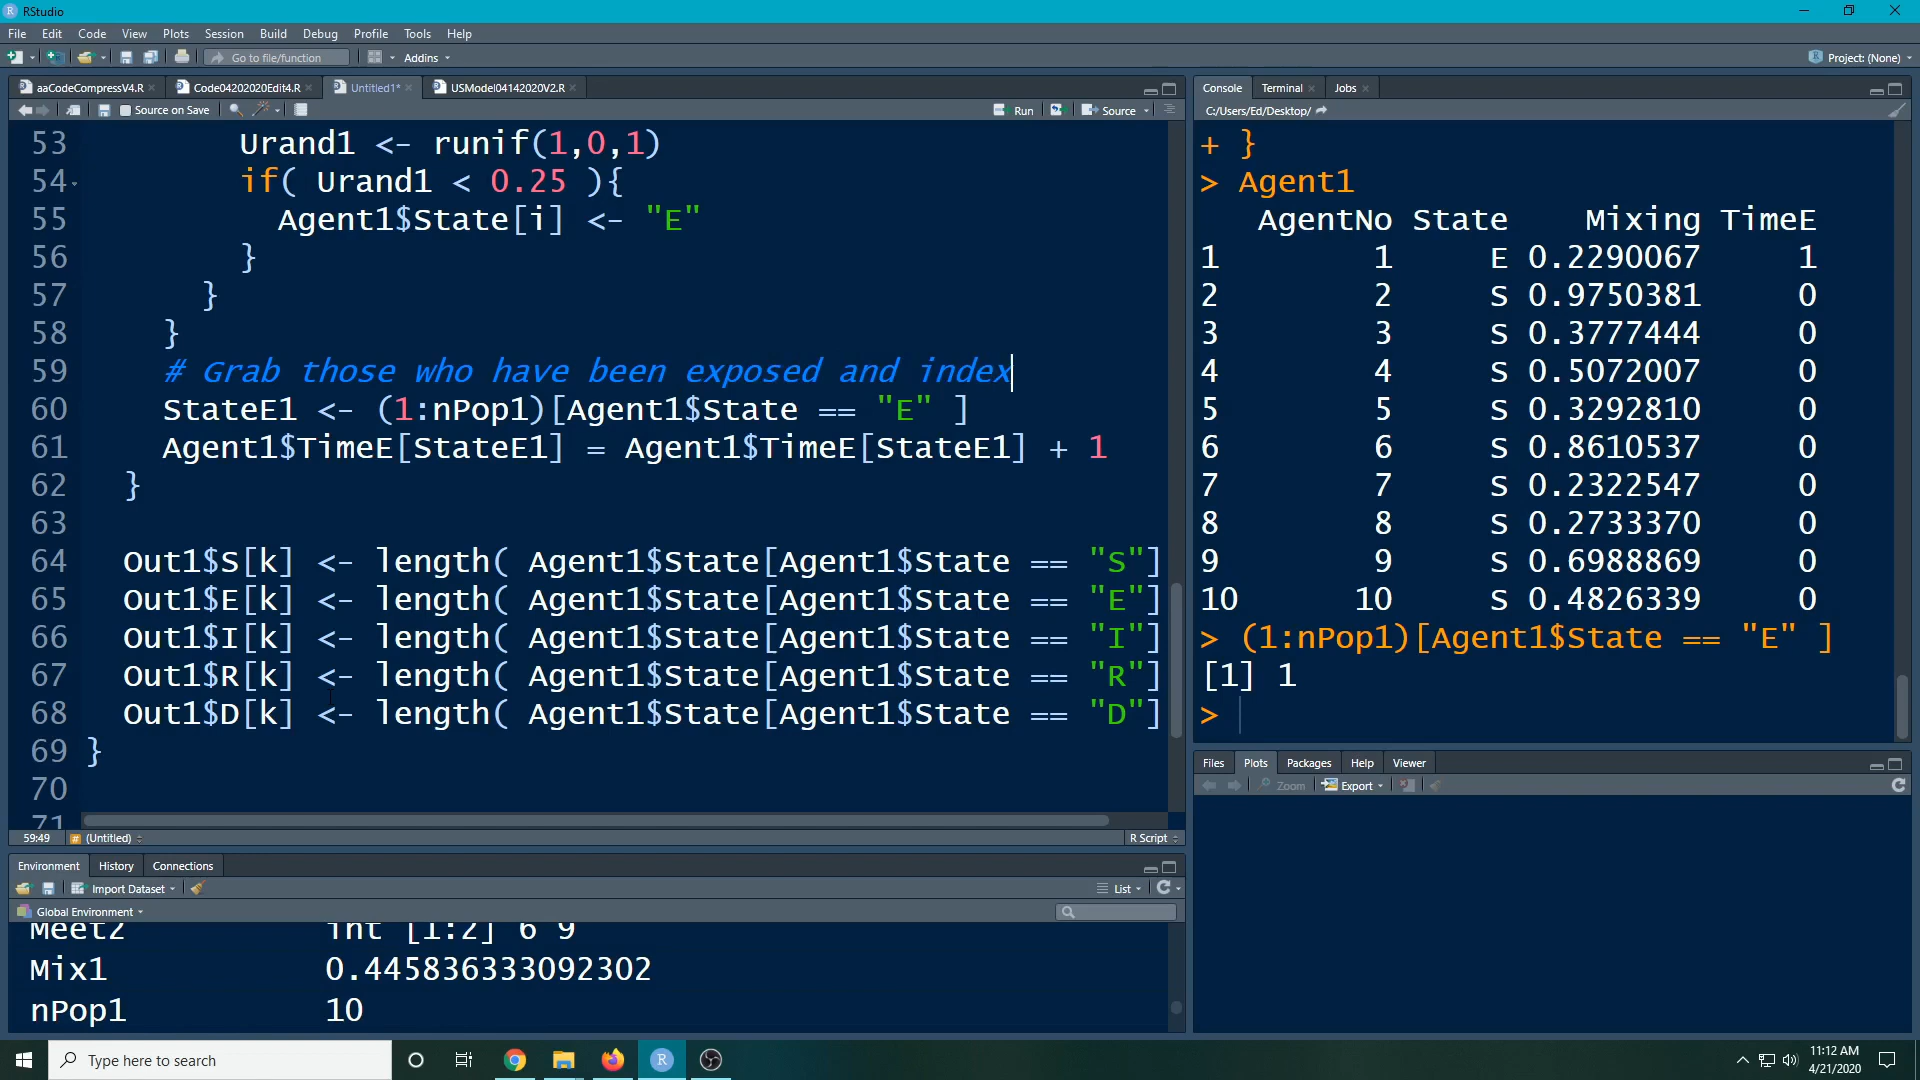 RStudio
File Edit Code View Plots Session Build Debug Profile Tools Help
Go to file/function Addins Project: (None)
aaCodeCompressV4.R Code04202020Edit4.R Untitled1* USModel04142020V2.R
Source on Save Run Source
53 Urand1 <- runif(1,0,1)
54 if( Urand1 < 0.25 ){
55 Agent1$State[i] <- "E"
56 }
57 }
58 }
59 # Grab those who have been exposed and index
60 StateE1 <- (1:nPop1)[Agent1$State == "E" ]
61 Agent1$TimeE[StateE1] = Agent1$TimeE[StateE1] + 1
62 }
63
64 Out1$S[k] <- length( Agent1$State[Agent1$State == "S"]
65 Out1$E[k] <- length( Agent1$State[Agent1$State == "E"]
66 Out1$I[k] <- length( Agent1$State[Agent1$State == "I"]
67 Out1$R[k] <- length( Agent1$State[Agent1$State == "R"]
68 Out1$D[k] <- length( Agent1$State[Agent1$State == "D"]
69 }
70
71
59:49 (Untitled) R Script
Environment History Connections
Import Dataset List
Global Environment
Meet2 int [1:2] 6 9
Mix1 0.445836333092302
nPop1 10
Console Terminal Jobs
C:/Users/Ed/Desktop/
+ }
> Agent1
AgentNo State Mixing TimeE
1 1 E 0.2290067 1
2 2 S 0.9750381 0
3 3 S 0.3777444 0
4 4 S 0.5072007 0
5 5 S 0.3292810 0
6 6 S 0.8610537 0
7 7 S 0.2322547 0
8 8 S 0.2733370 0
9 9 S 0.6988869 0
10 10 S 0.4826339 0
> (1:nPop1)[Agent1$State == "E" ]
[1] 1
>
Files Plots Packages Help Viewer
Zoom Export
Type here to search
11:12 AM
4/21/2020